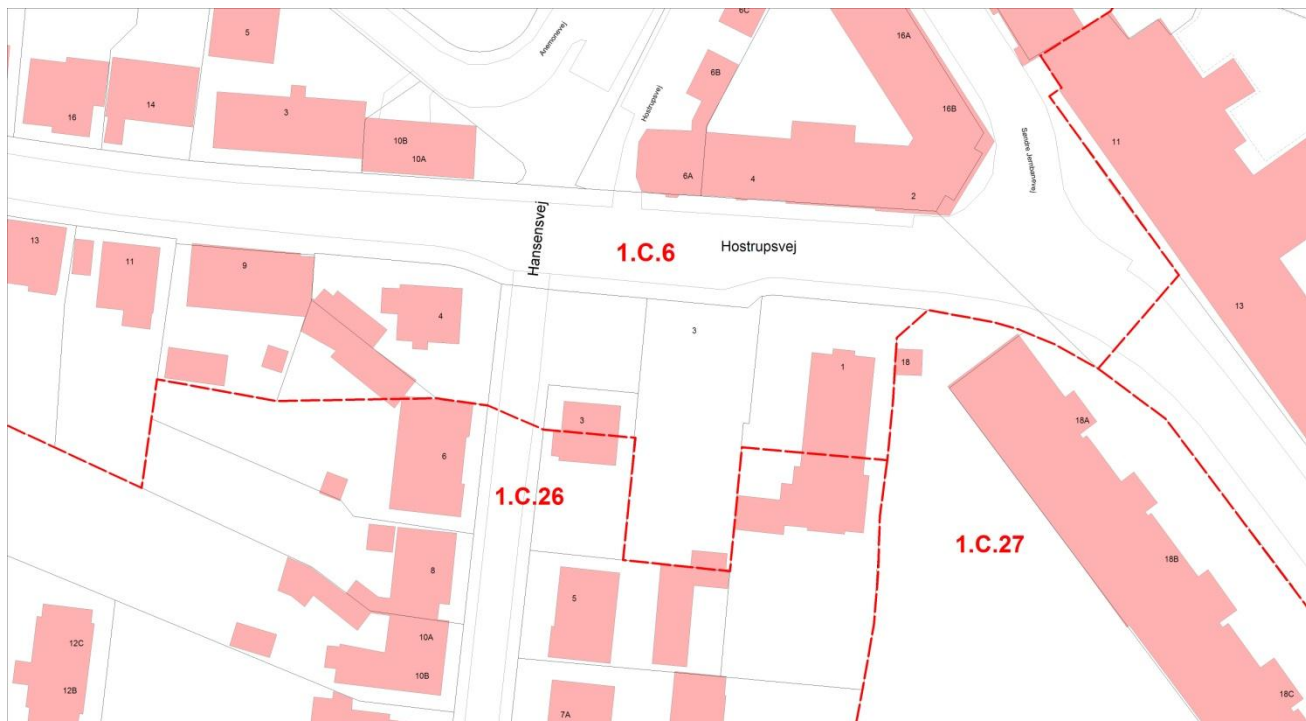 6C
5
16A
Anemonevej
6B
14
Hostrupsvej
16B
3
16
10B
10A
11
Søndre Jernbanevej
6A
4
2
Hansensvej
13
1.C.6
Hostrupsvej
11
9
13
4
3
1
18
3
18A
6
1.C.26
1.C.27
18B
8
5
10A
12C
10B
12B
18C
7A